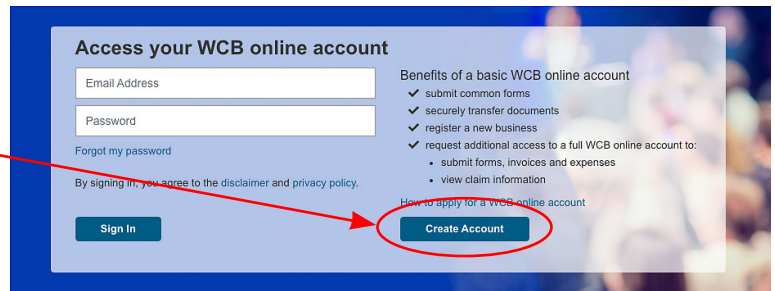 Access your WCB online account
Email Address
Password
Forgot my password
By signing in, you agree to the disclaimer and privacy policy.
Sign In
Benefits of a basic WCB online account
submit common forms
securely transfer documents
register a new business
request additional access to a full WCB online account to:
submit forms, invoices and expenses
view claim information
How to apply for a WCB online account
Create Account